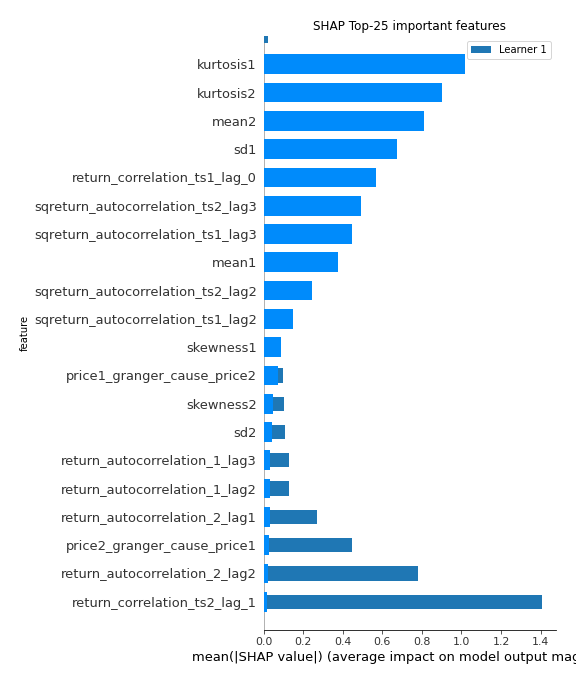 SHAP Top-25 important features
Learner 1
kurtosis1
kurtosis2
mean2
sd1
return_correlation_ts1_lag_0
sqreturn_autocorrelation_ts2_lag3
sqreturn_autocorrelation_ts1_lag3
mean1
sqreturn_autocorrelation_ts2_lag2
sqreturn_autocorrelation_ts1_lag2
skewness1
price1_granger_cause_price2
skewness2
sd2
return_autocorrelation_1_lag3
return_autocorrelation_1_lag2
return_autocorrelation_2_lag1
price2_granger_cause_price1
return_autocorrelation_2_lag2
return_correlation_ts2_lag_1
feature
0.0 0.2 0.4 0.6 0.8 1.0 1.2 1.4
mean(|SHAP value|) (average impact on model output mag